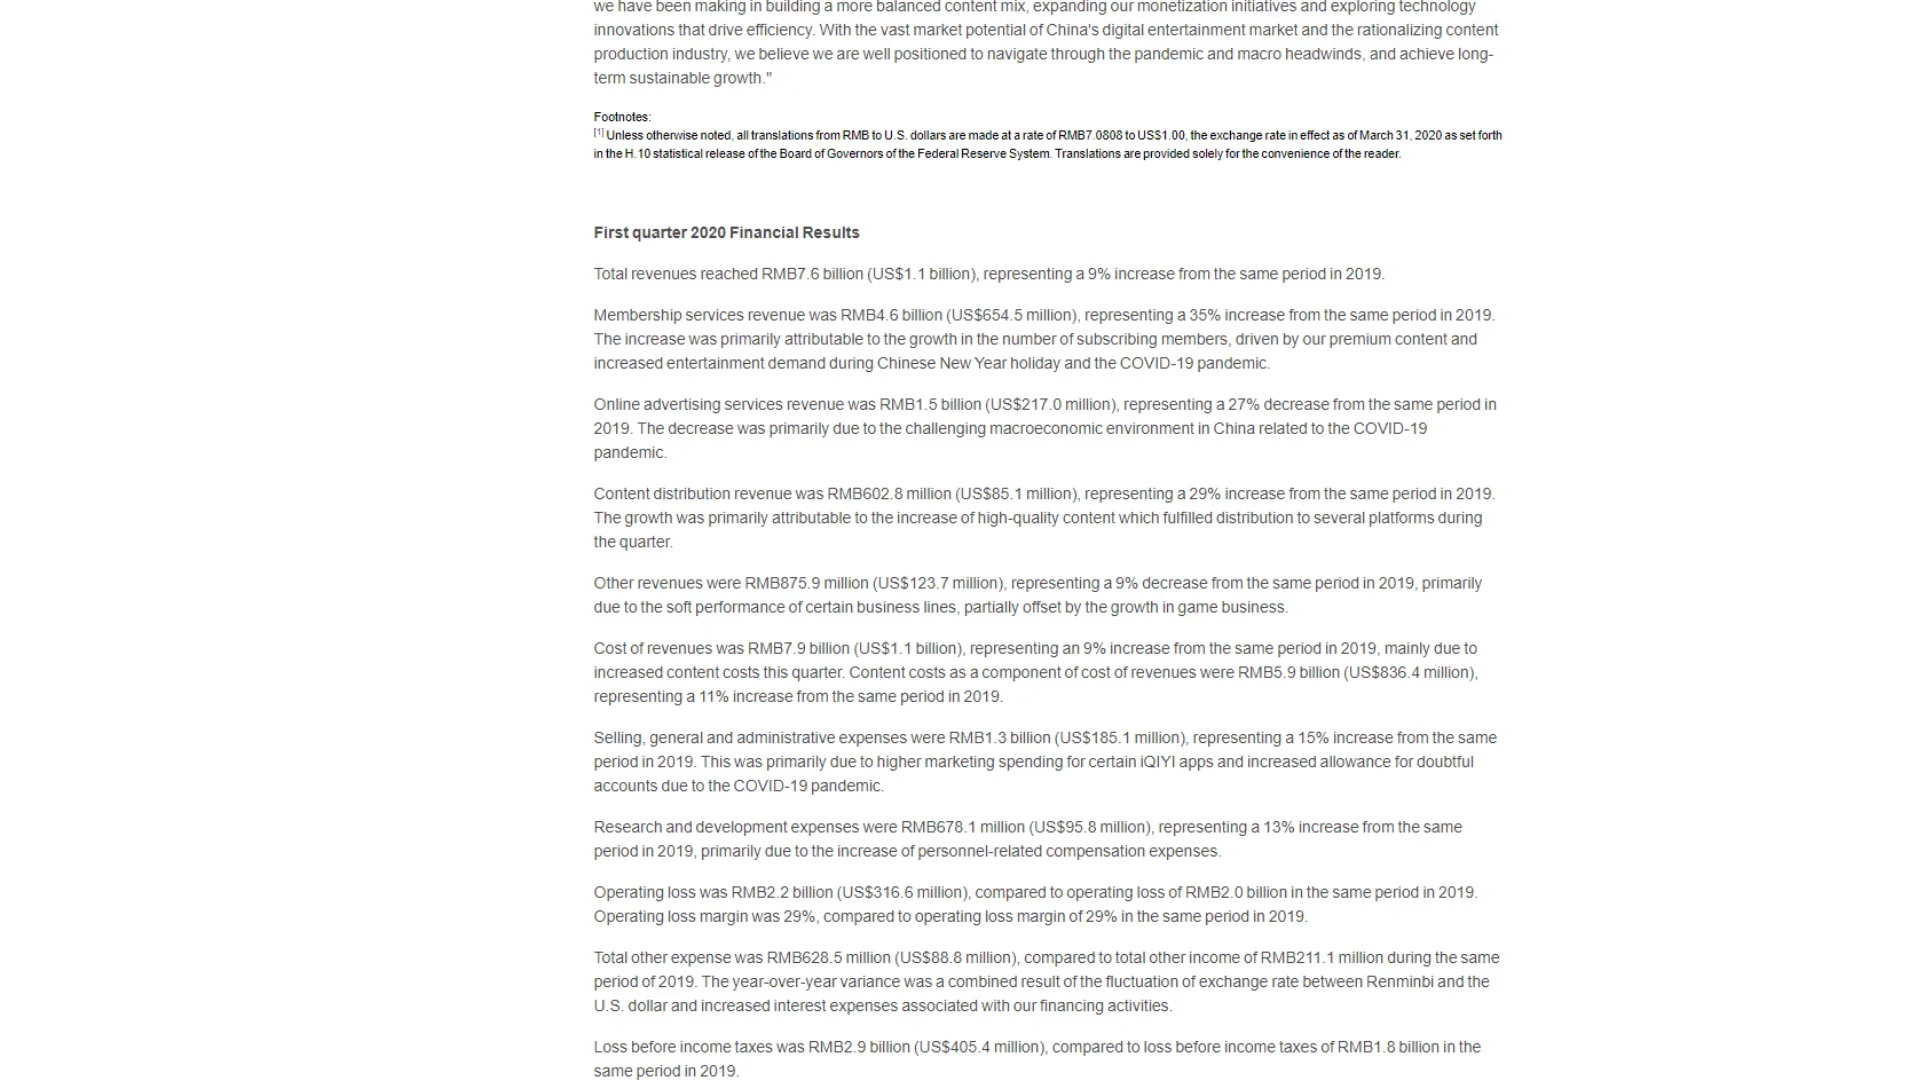 we have been making in building a more balanced content mix, expanding our monetization initiatives and exploring technology
innovations that drive efficiency. With the vast market potential of China's digital entertainment market and the rationalizing content
production industry, we believe we are well positioned to navigate through the pandemic and macro headwinds, and achieve long-
term sustainable growth."
Footnotes:
[1] Unless otherwise noted, all translations from RMB to U.S. dollars are made at a rate of RMB7.0808 to US$1.00, the exchange rate in effect as of March 31, 2020 as set forth
in the H.10 statistical release of the Board of Governors of the Federal Reserve System. Translations are provided solely for the convenience of the reader.
First quarter 2020 Financial Results
Total revenues reached RMB7.6 billion (US$1.1 billion), representing a 9% increase from the same period in 2019.
Membership services revenue was RMB4.6 billion (US$654.5 million), representing a 35% increase from the same period in 2019.
The increase was primarily attributable to the growth in the number of subscribing members, driven by our premium content and
increased entertainment demand during Chinese New Year holiday and the COVID-19 pandemic.
Online advertising services revenue was RMB1.5 billion (US$217.0 million), representing a 27% decrease from the same period in
2019. The decrease was primarily due to the challenging macroeconomic environment in China related to the COVID-19
pandemic.
Content distribution revenue was RMB602.8 million (US$85.1 million), representing a 29% increase from the same period in 2019.
The growth was primarily attributable to the increase of high-quality content which fulfilled distribution to several platforms during
the quarter.
Other revenues were RMB875.9 million (US$123.7 million), representing a 9% decrease from the same period in 2019, primarily
due to the soft performance of certain business lines, partially offset by the growth in game business.
Cost of revenues was RMB7.9 billion (US$1.1 billion), representing an 9% increase from the same period in 2019, mainly due to
increased content costs this quarter. Content costs as a component of cost of revenues were RMB5.9 billion (US$836.4 million),
representing a 11% increase from the same period in 2019.
Selling, general and administrative expenses were RMB1.3 billion (US$185.1 million), representing a 15% increase from the same
period in 2019. This was primarily due to higher marketing spending for certain iQIYI apps and increased allowance for doubtful
accounts due to the COVID-19 pandemic.
Research and development expenses were RMB678.1 million (US$95.8 million), representing a 13% increase from the same
period in 2019, primarily due to the increase of personnel-related compensation expenses.
Operating loss was RMB2.2 billion (US$316.6 million), compared to operating loss of RMB2.0 billion in the same period in 2019.
Operating loss margin was 29%, compared to operating loss margin of 29% in the same period in 2019.
Total other expense was RMB628.5 million (US$88.8 million), compared to total other income of RMB211.1 million during the same
period of 2019. The year-over-year variance was a combined result of the fluctuation of exchange rate between Renminbi and the
U.S. dollar and increased interest expenses associated with our financing activities.
Loss before income taxes was RMB2.9 billion (US$405.4 million), compared to loss before income taxes of RMB1.8 billion in the
same period in 2019.